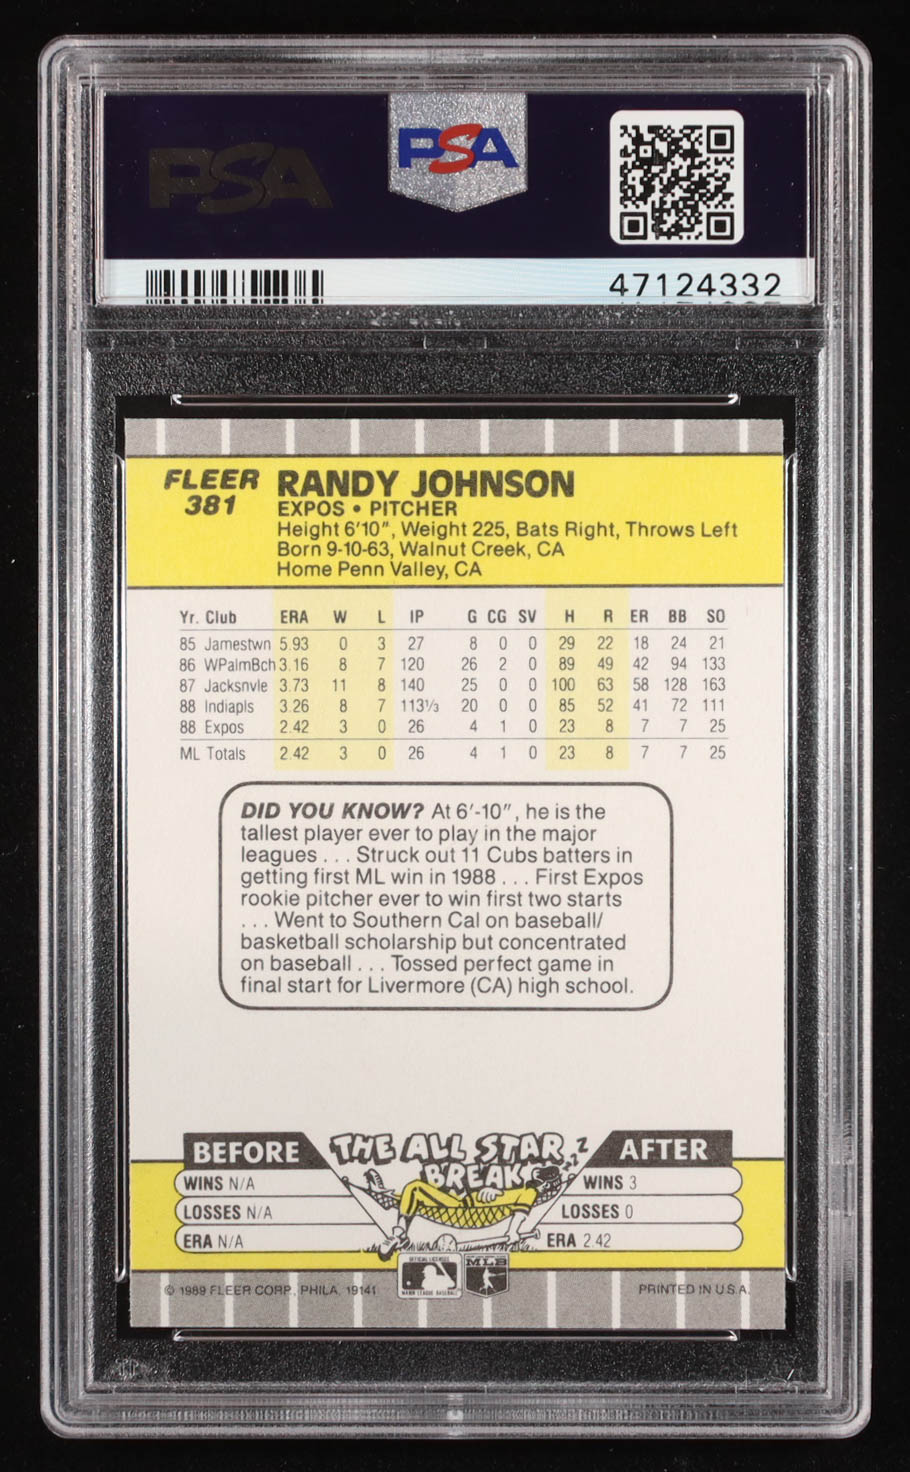 PSA
PSA
47124332
FLEER
381
RANDY JOHNSON
EXPOS • PITCHER
Height 6'10", Weight 225, Bats Right, Throws Left
Born 9-10-63, Walnut Creek, CA
Home Penn Valley, CA
Yr. Club ERA W L IP G CG SV H R ER BB SO
85 Jamestwn 5.93 0 3 27 8 0 0 29 22 18 24 21
86 WPalmBch 3.16 8 7 120 26 2 0 89 49 42 94 133
87 Jacksnvle 3.73 11 8 140 25 0 0 100 63 58 128 163
88 Indiapls 3.26 8 7 113⅓ 20 0 0 85 52 41 72 111
88 Expos 2.42 3 0 26 4 1 0 23 8 7 7 25
ML Totals 2.42 3 0 26 4 1 0 23 8 7 7 25
DID YOU KNOW? At 6'-10", he is the
tallest player ever to play in the major
leagues . . . Struck out 11 Cubs batters in
getting first ML win in 1988 . . . First Expos
rookie pitcher ever to win first two starts
. . . Went to Southern Cal on baseball/
basketball scholarship but concentrated
on baseball . . . Tossed perfect game in
final start for Livermore (CA) high school.
BEFORE THE ALL STAR BREAK AFTER
Z Z Z Z
WINS N/A WINS 3
LOSSES N/A LOSSES 0
ERA N/A ERA 2.42
OFFICIAL LICENSEE
MAJOR LEAGUE BASEBALL
MLB
© 1989 FLEER CORP., PHILA. 19141 PRINTED IN U.S.A.